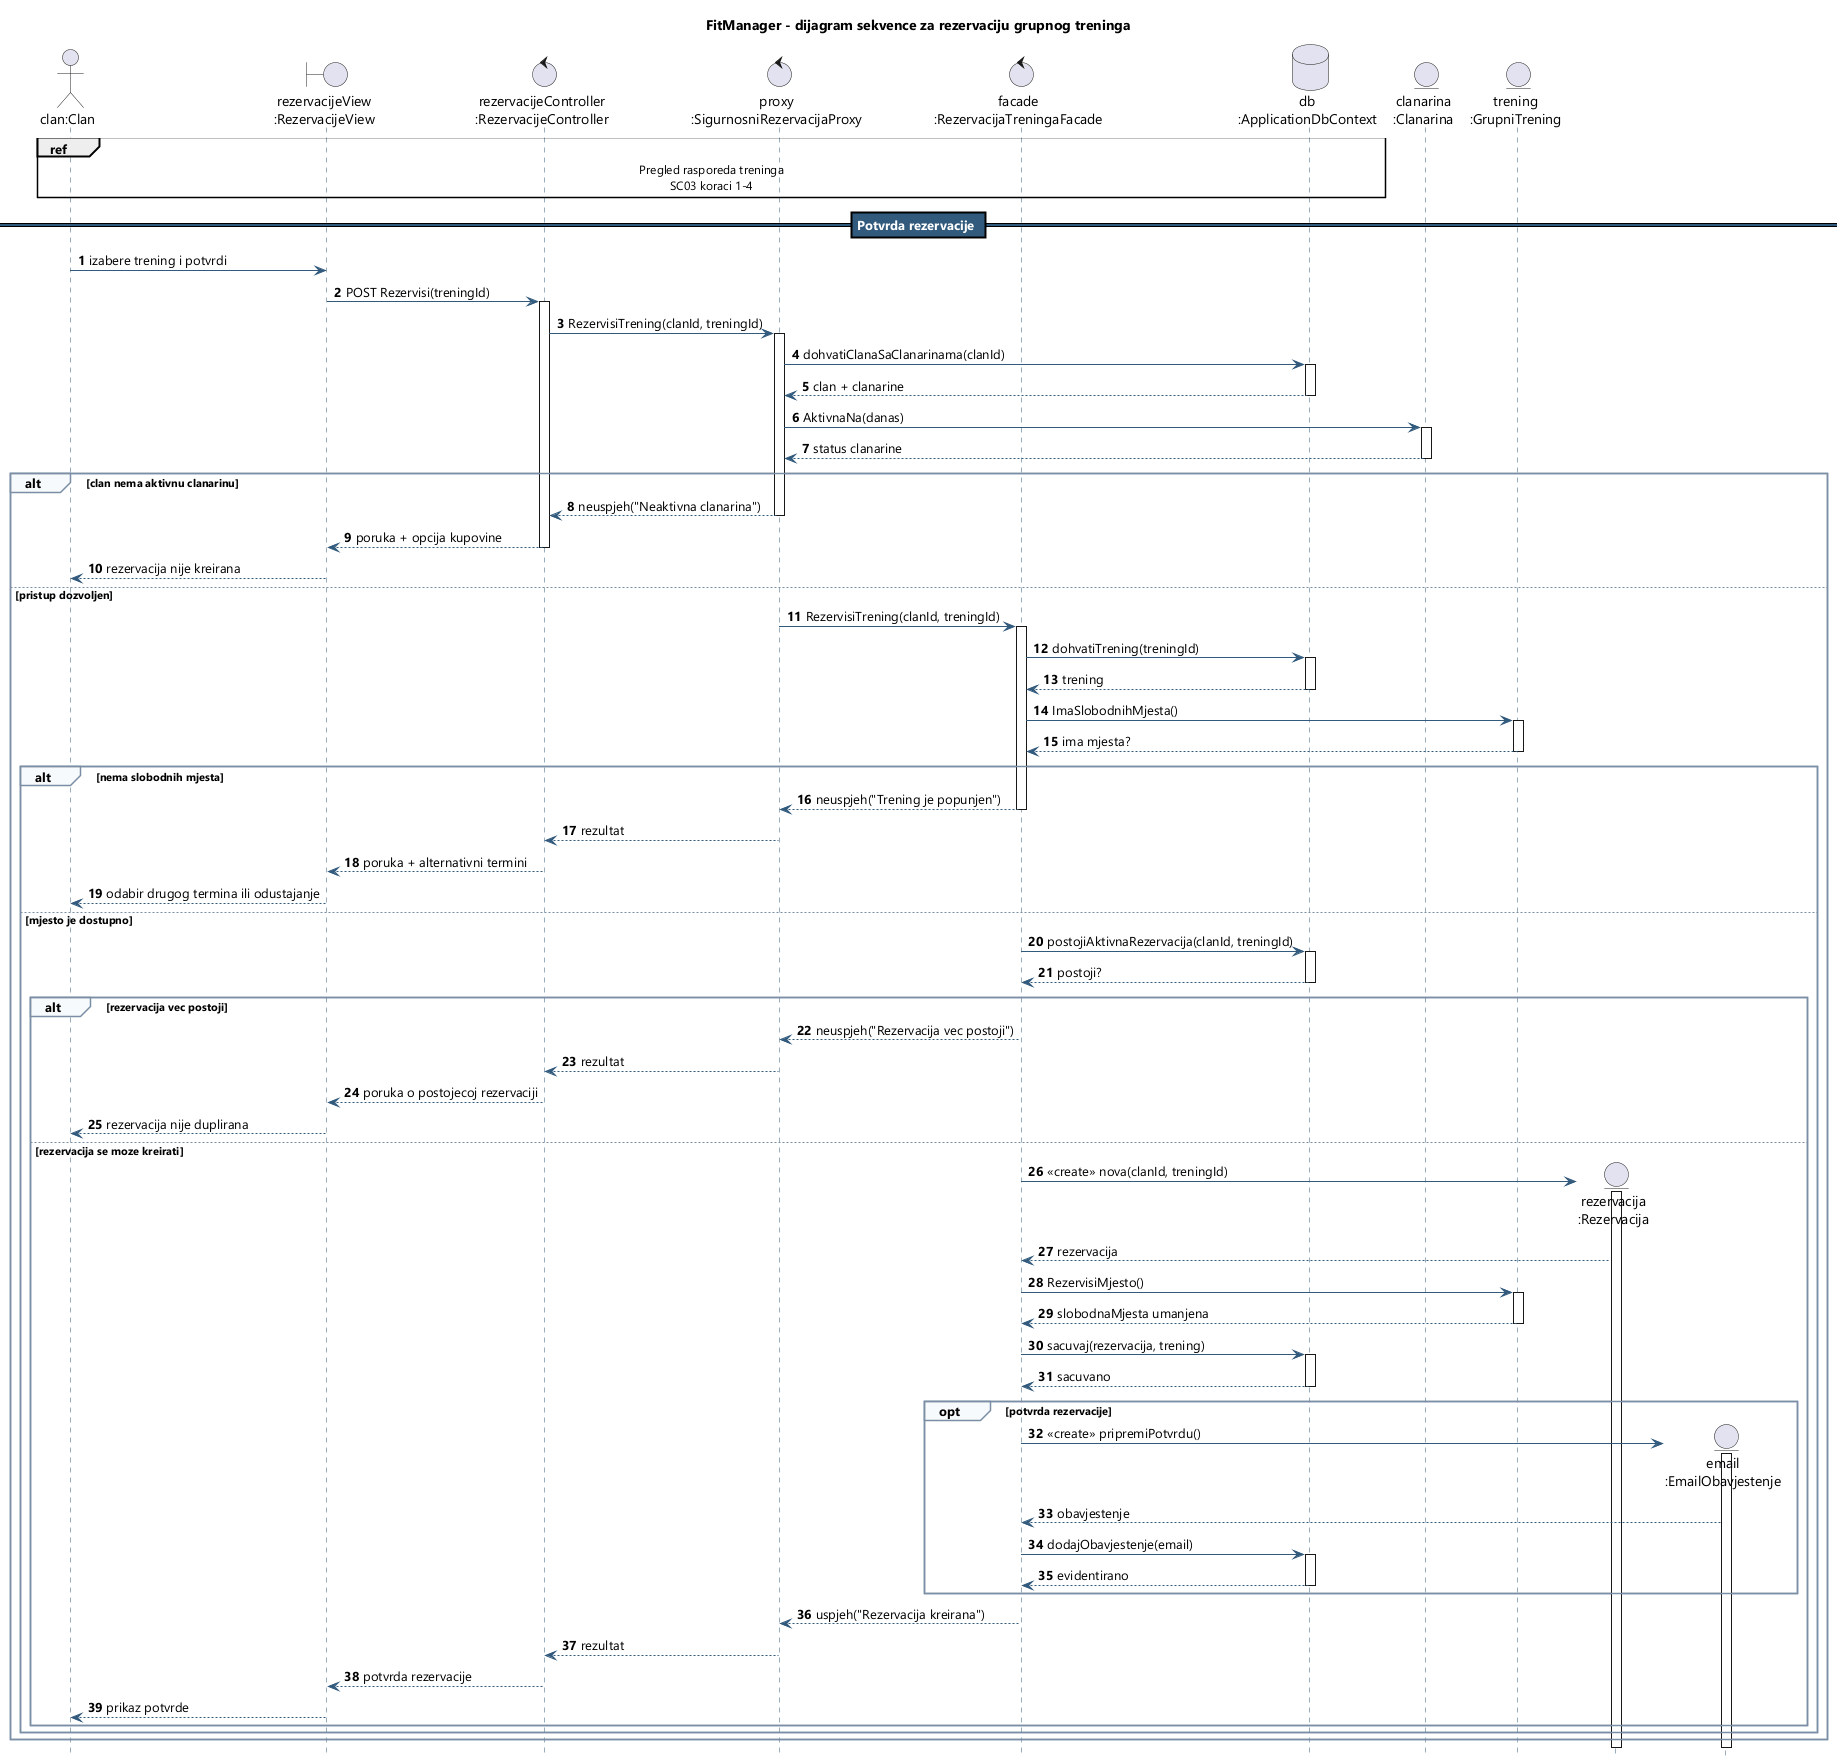 FitManager - dijagram sekvence za rezervaciju grupnog treninga
clan:Clan
rezervacijeView
:RezervacijeView
rezervacijeController
:RezervacijeController
proxy
:SigurnosniRezervacijaProxy
facade
:RezervacijaTreningaFacade
db
:ApplicationDbContext
clanarina
:Clanarina
trening
:GrupniTrening
ref
Pregled rasporeda treninga
SC03 koraci 1-4
Potvrda rezervacije
1 izabere trening i potvrdi
2 POST Rezervisi(treningId)
3 RezervisiTrening(clanId, treningId)
4 dohvatiClanaSaClanarinama(clanId)
5 clan + clanarine
6 AktivnaNa(danas)
7 status clanarine
alt [clan nema aktivnu clanarinu]
8 neuspjeh("Neaktivna clanarina")
9 poruka + opcija kupovine
10 rezervacija nije kreirana
[pristup dozvoljen]
11 RezervisiTrening(clanId, treningId)
12 dohvatiTrening(treningId)
13 trening
14 ImaSlobodnihMjesta()
15 ima mjesta?
alt [nema slobodnih mjesta]
16 neuspjeh("Trening je popunjen")
17 rezultat
18 poruka + alternativni termini
19 odabir drugog termina ili odustajanje
[mjesto je dostupno]
20 postojiAktivnaRezervacija(clanId, treningId)
21 postoji?
alt [rezervacija vec postoji]
22 neuspjeh("Rezervacija vec postoji")
23 rezultat
24 poruka o postojecoj rezervaciji
25 rezervacija nije duplirana
[rezervacija se moze kreirati]
26 «create» nova(clanId, treningId)
rezervacija
:Rezervacija
27 rezervacija
28 RezervisiMjesto()
29 slobodnaMjesta umanjena
30 sacuvaj(rezervacija, trening)
31 sacuvano
opt [potvrda rezervacije]
32 «create» pripremiPotvrdu()
email
:EmailObavjestenje
33 obavjestenje
34 dodajObavjestenje(email)
35 evidentirano
36 uspjeh("Rezervacija kreirana")
37 rezultat
38 potvrda rezervacije
39 prikaz potvrde